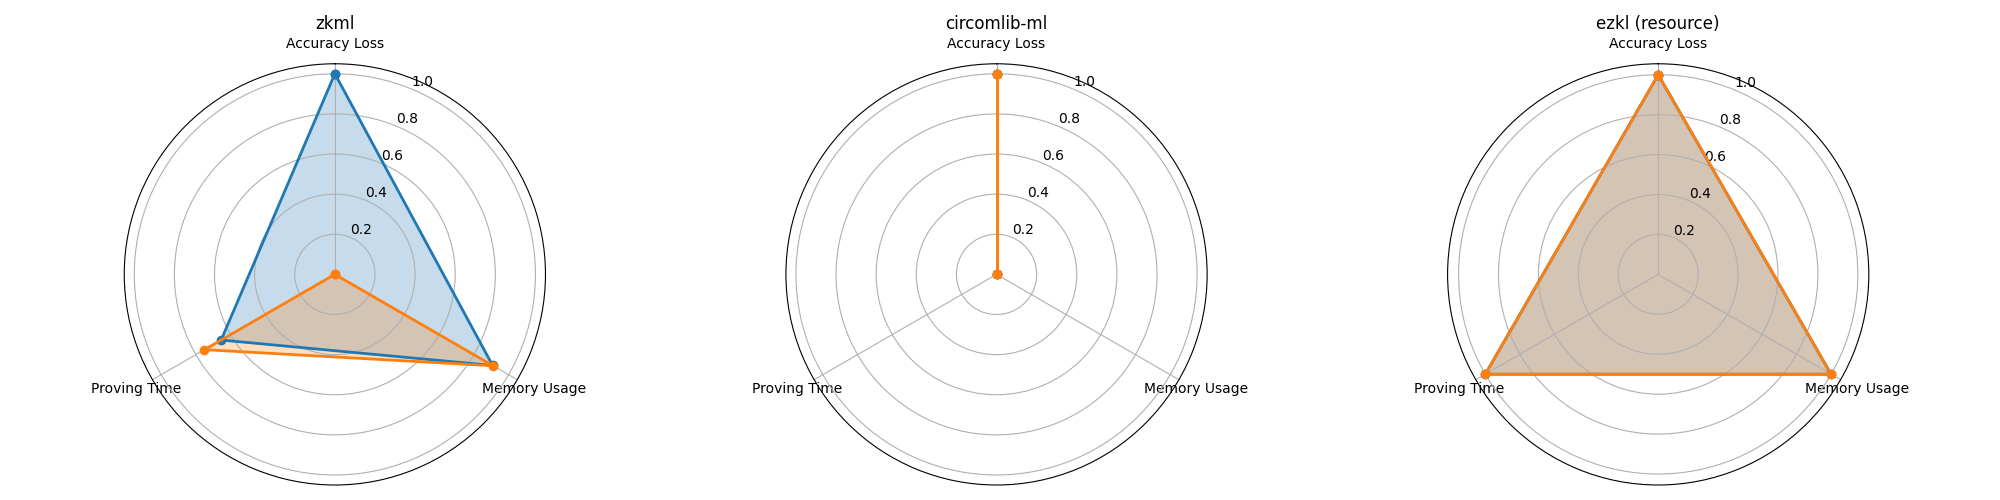 zkml
Accuracy Loss
1.0
0.8
0.6
0.4
0.2
Proving Time
Memory Usage
circomlib-ml
Accuracy Loss
1.0
0.8
0.6
0.4
0.2
Proving Time
Memory Usage
ezkl (resource)
Accuracy Loss
1.0
0.8
0.6
0.4
0.2
Proving Time
Memory Usage